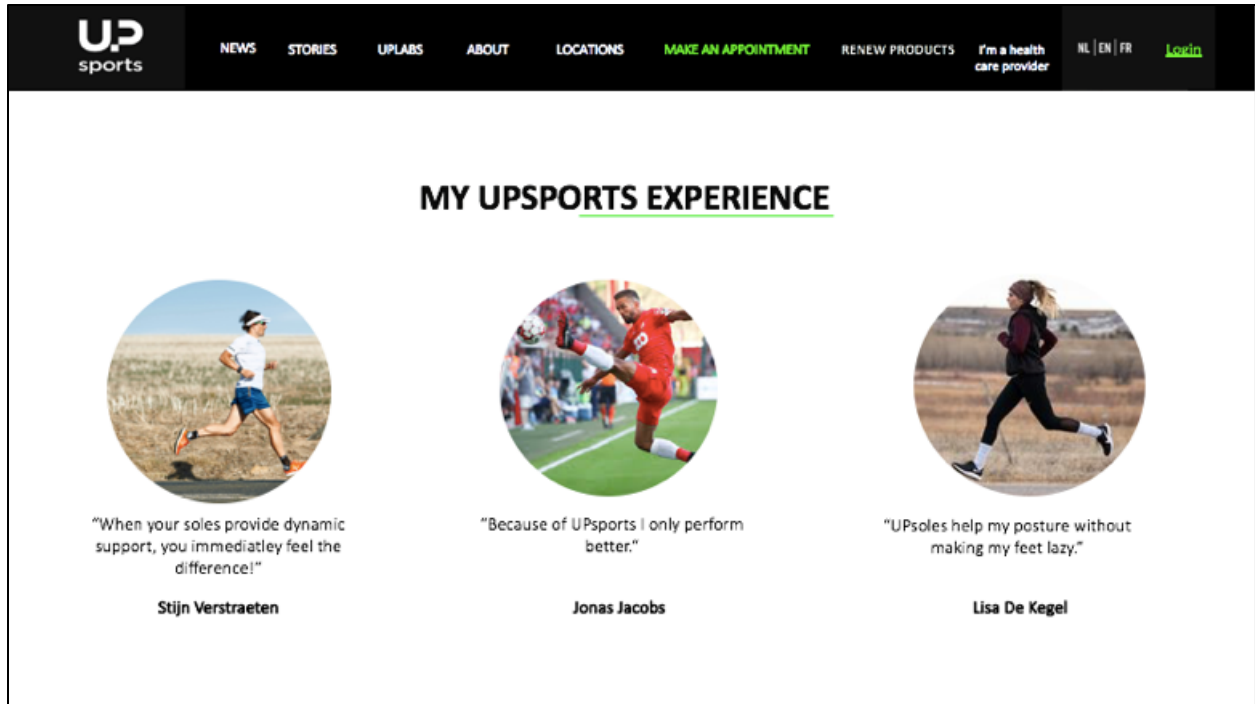 UP
sports
NEWS
STORIES
UPLABS
ABOUT
LOCATIONS
MAKE AN APPOINTMENT
RENEW PRODUCTS
I'm a health
care provider
NL | EN | FR
Login
MY UPSPORTS EXPERIENCE
“When your soles provide dynamic
support, you immediatley feel the
difference!”
Stijn Verstraeten
“Because of UPsports I only perform
better.“
Jonas Jacobs
“UPsoles help my posture without
making my feet lazy.”
Lisa De Kegel